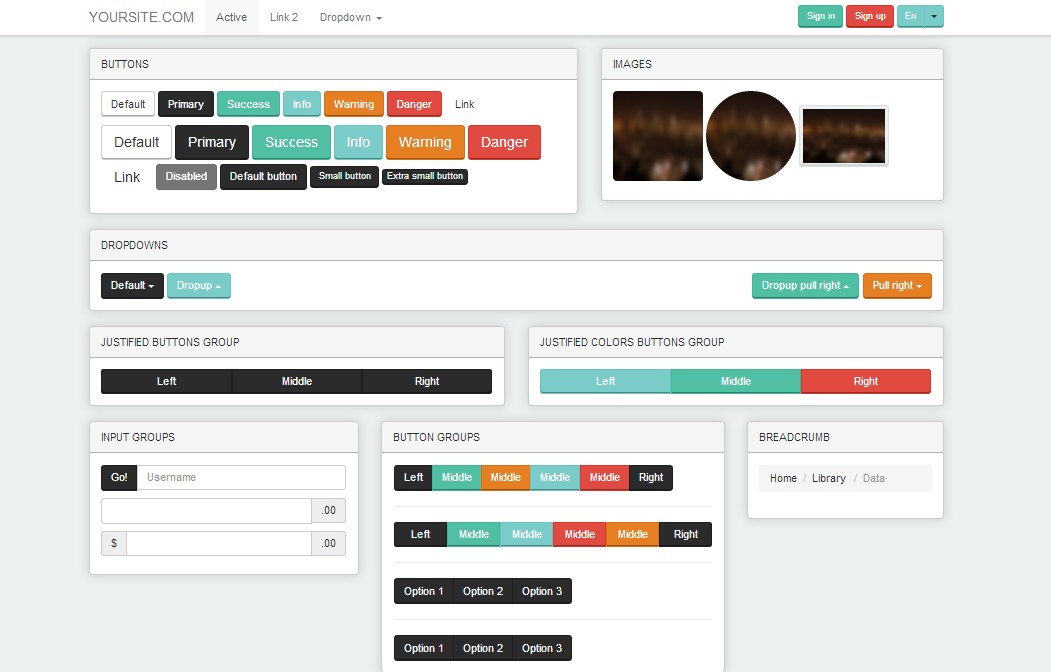 YOURSITE.COM Active Link 2 Dropdown Sign in Sign up En
BUTTONS
Default Primary Success Info Warning Danger Link
Default Primary Success Info Warning Danger
Link Disabled Default button Small button Extra small button
IMAGES
DROPDOWNS
Default Dropup Dropup pull right Pull right
JUSTIFIED BUTTONS GROUP
Left Middle Right
JUSTIFIED COLORS BUTTONS GROUP
Left Middle Right
INPUT GROUPS
Go! Username
.00
$ .00
BUTTON GROUPS
Left Middle Middle Middle Middle Right
Left Middle Middle Middle Middle Right
Option 1 Option 2 Option 3
Option 1 Option 2 Option 3
BREADCRUMB
Home / Library / Data